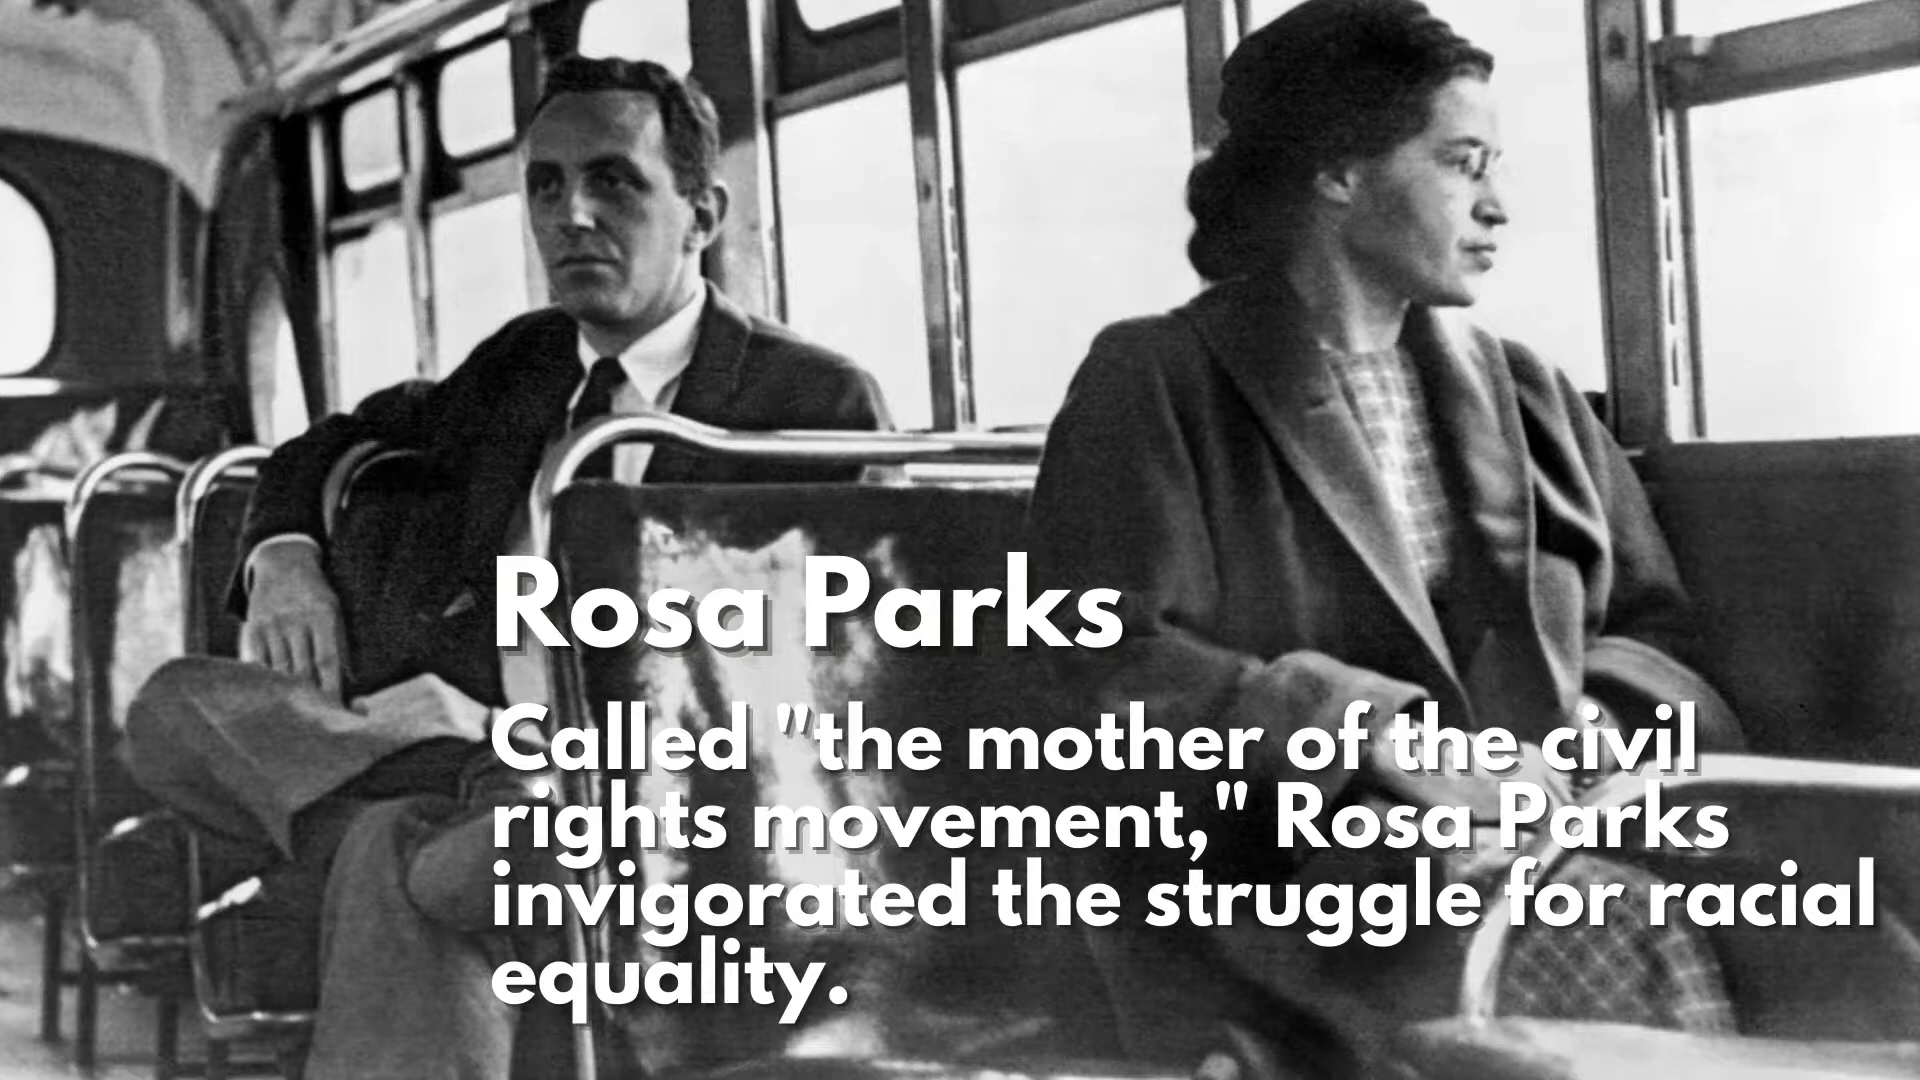 Rosa Parks
Called "the mother of the civil
rights movement," Rosa Parks
invigorated the struggle for racial
equality.